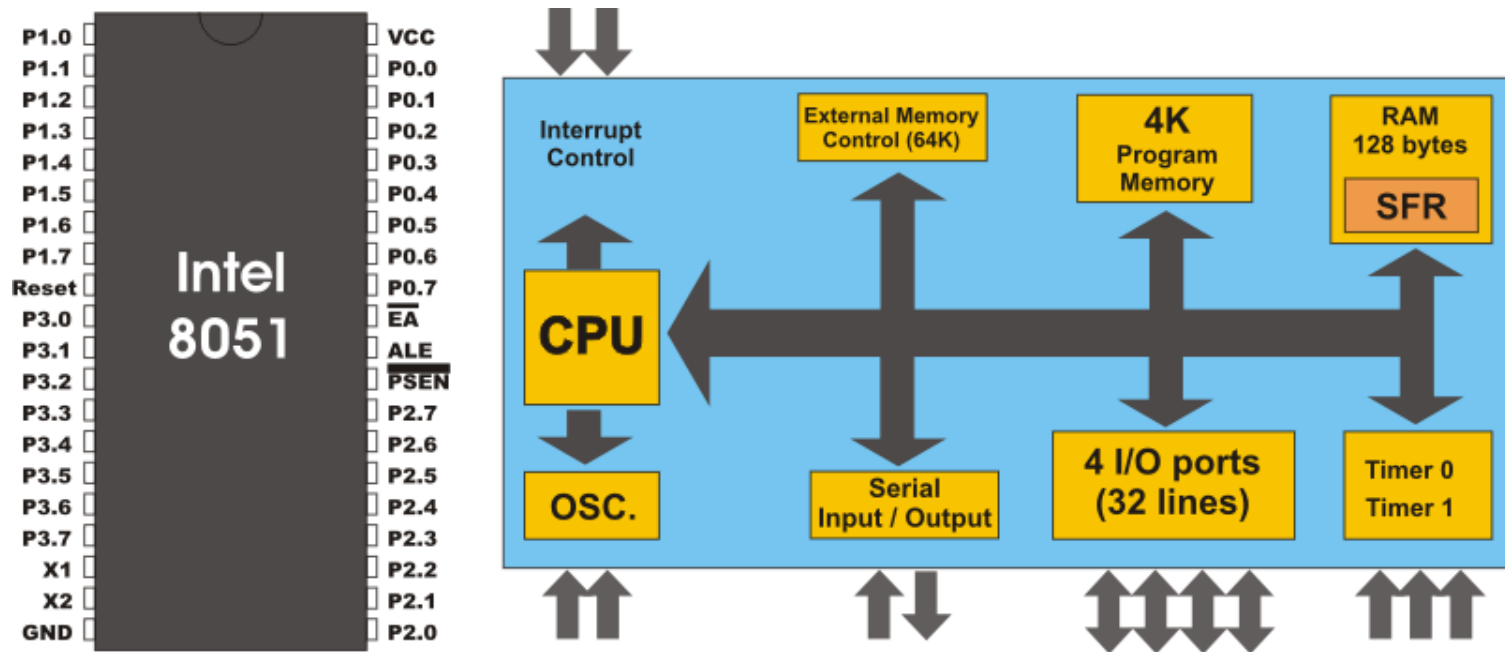 P1.0
P1.1
P1.2
P1.3
P1.4
P1.5
P1.6
P1.7
Reset
P3.0
P3.1
P3.2
P3.3
P3.4
P3.5
P3.6
P3.7
X1
X2
GND
Intel
8051
VCC
P0.0
P0.1
P0.2
P0.3
P0.4
P0.5
P0.6
P0.7
EA
ALE
PSEN
P2.7
P2.6
P2.5
P2.4
P2.3
P2.2
P2.1
P2.0
Interrupt
Control
External Memory
Control (64K)
4K
Program
Memory
RAM
128 bytes
SFR
CPU
OSC.
Serial
Input / Output
4 I/O ports
(32 lines)
Timer 0
Timer 1